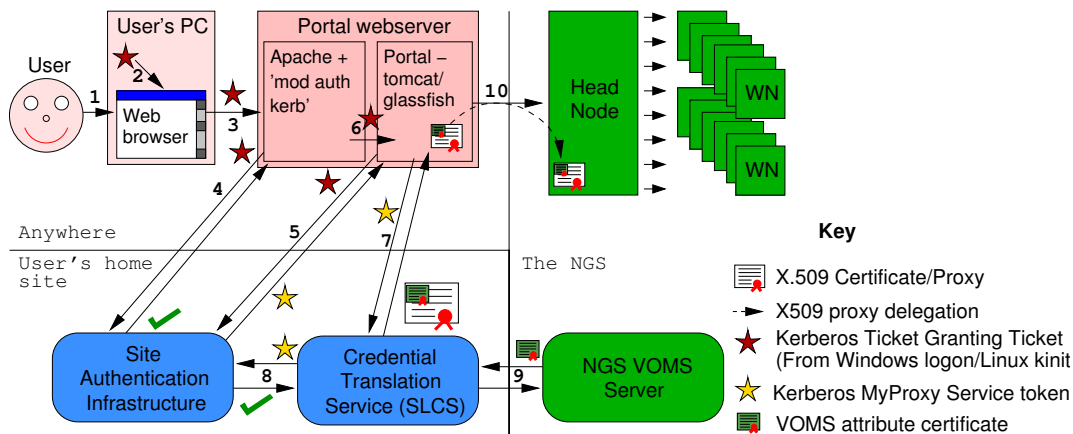 User's PC
Portal webserver
User
2
Apache +
'mod auth
kerb'
Portal –
tomcat/
glassfish
1
Web
browser
3
6
10
Head
Node
WN
WN
4
5
7
Anywhere
User's home
site
The NGS
Site
Authentication
Infrastructure
8
Credential
Translation
Service (SLCS)
9
NGS VOMS
Server
Key
X.509 Certificate/Proxy
X509 proxy delegation
Kerberos Ticket Granting Ticket
(From Windows logon/Linux kinit
Kerberos MyProxy Service token
VOMS attribute certificate